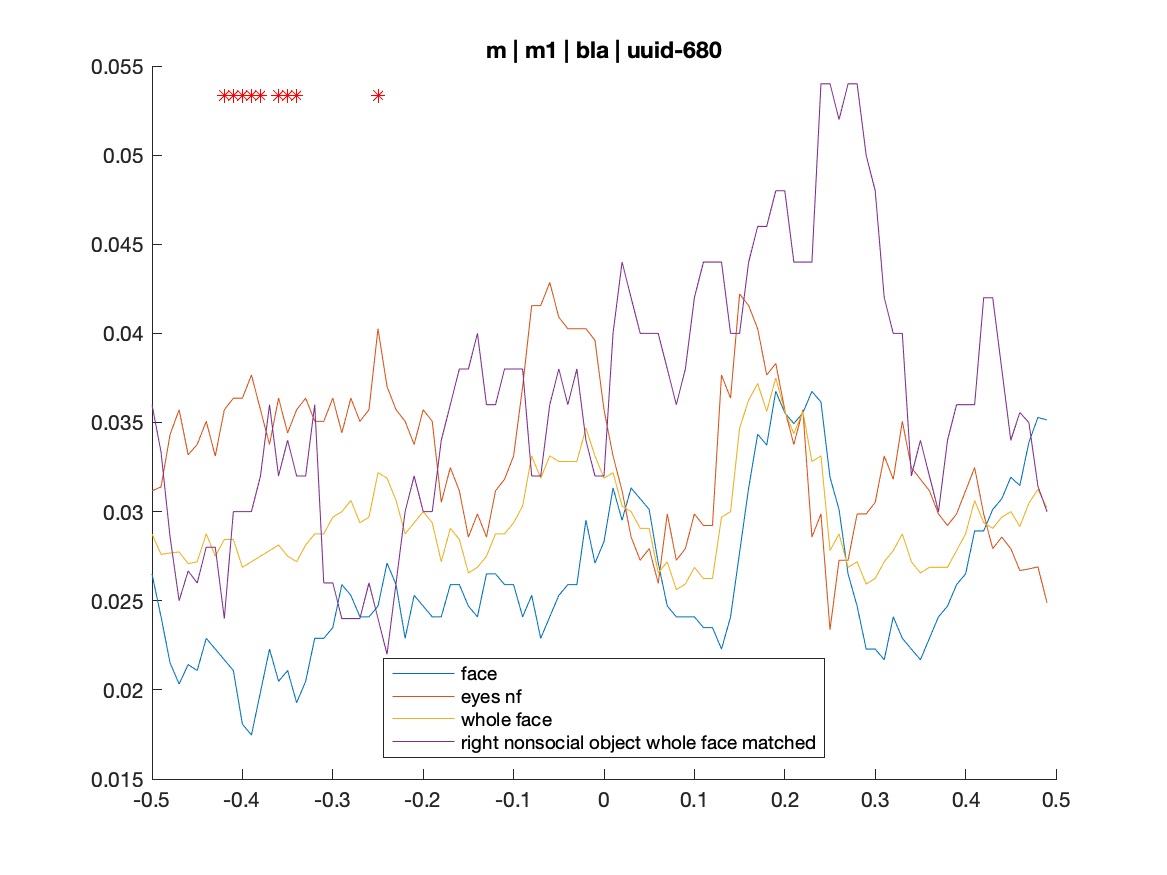 m | m1 | bla | uuid-680
0.055
0.05
0.045
0.04
0.035
0.03
0.025
0.02
0.015
face
eyes nf
whole face
right nonsocial object whole face matched
-0.5 -0.4 -0.3 -0.2 -0.1 0 0.1 0.2 0.3 0.4 0.5